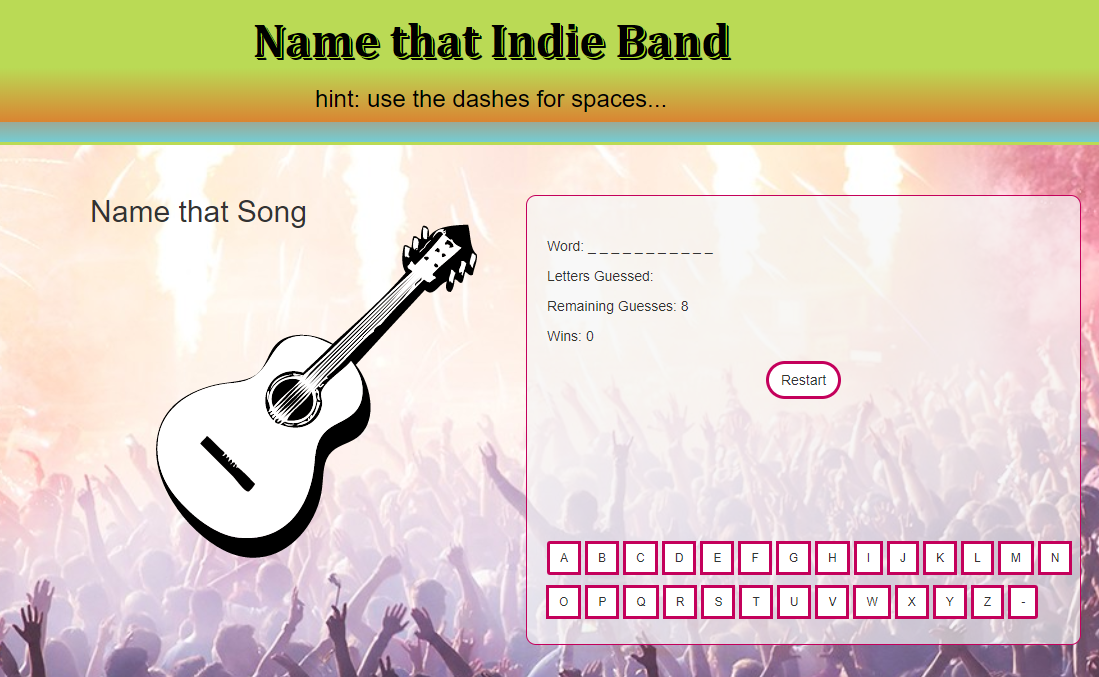 Name that Indie Band
hint: use the dashes for spaces...
Name that Song
Word: _ _ _ _ _ _ _ _ _ _ _
Letters Guessed:
Remaining Guesses: 8
Wins: 0
Restart
A B C D E F G H I J K L M N
O P Q R S T U V W X Y Z -